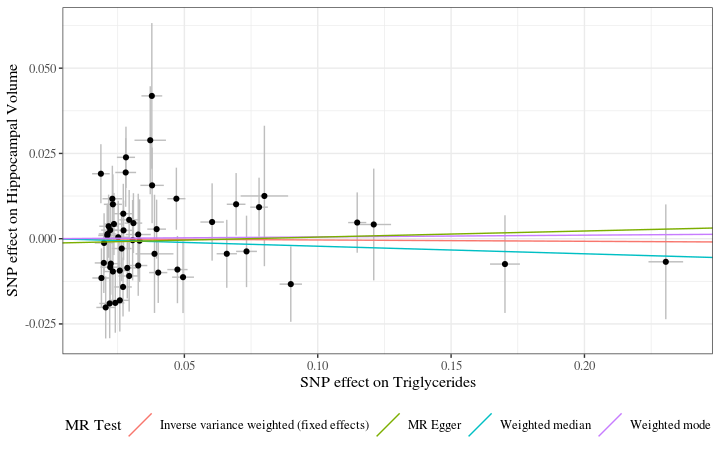 SNP effect on Hippocampal Volume
0.050
0.025
0.000
-0.025
0.05
0.10
0.15
0.20
SNP effect on Triglycerides
MR Test
Inverse variance weighted (fixed effects)
MR Egger
Weighted median
Weighted mode